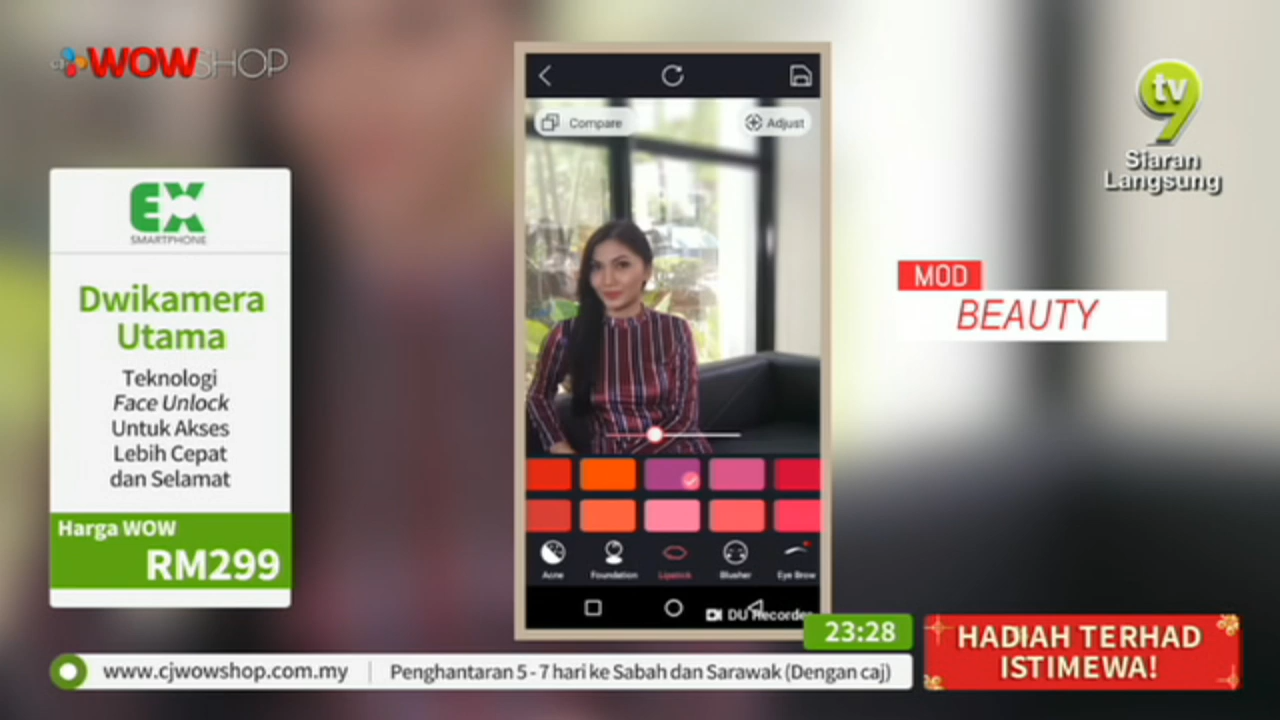 CJ WOWSHOP
tv9
Siaran
Langsung
EX
SMARTPHONE
Dwikamera
Utama
Teknologi
Face Unlock
Untuk Akses
Lebih Cepat
dan Selamat
Harga WOW
RM299
Compare
Adjust
Acne
Foundation
Lipstick
Blusher
Eye Brow
DU Recorder
MOD
BEAUTY
23:28
HADIAH TERHAD
ISTIMEWA!
www.cjwowshop.com.my
Penghantaran 5 - 7 hari ke Sabah dan Sarawak (Dengan caj)